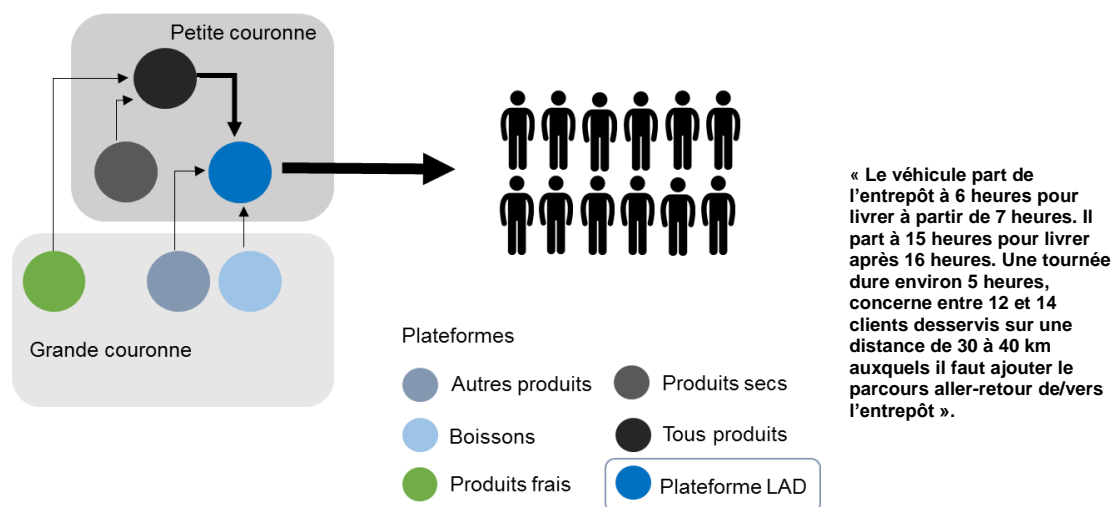 Petite couronne
Grande couronne
Plateformes
Autres produits
Produits secs
Boissons
Tous produits
Produits frais
Plateforme LAD
« Le véhicule part de
l'entrepôt à 6 heures pour
livrer à partir de 7 heures. Il
part à 15 heures pour livrer
après 16 heures. Une tournée
dure environ 5 heures,
concerne entre 12 et 14
clients desservis sur une
distance de 30 à 40 km
auxquels il faut ajouter le
parcours aller-retour de/vers
l'entrepôt ».